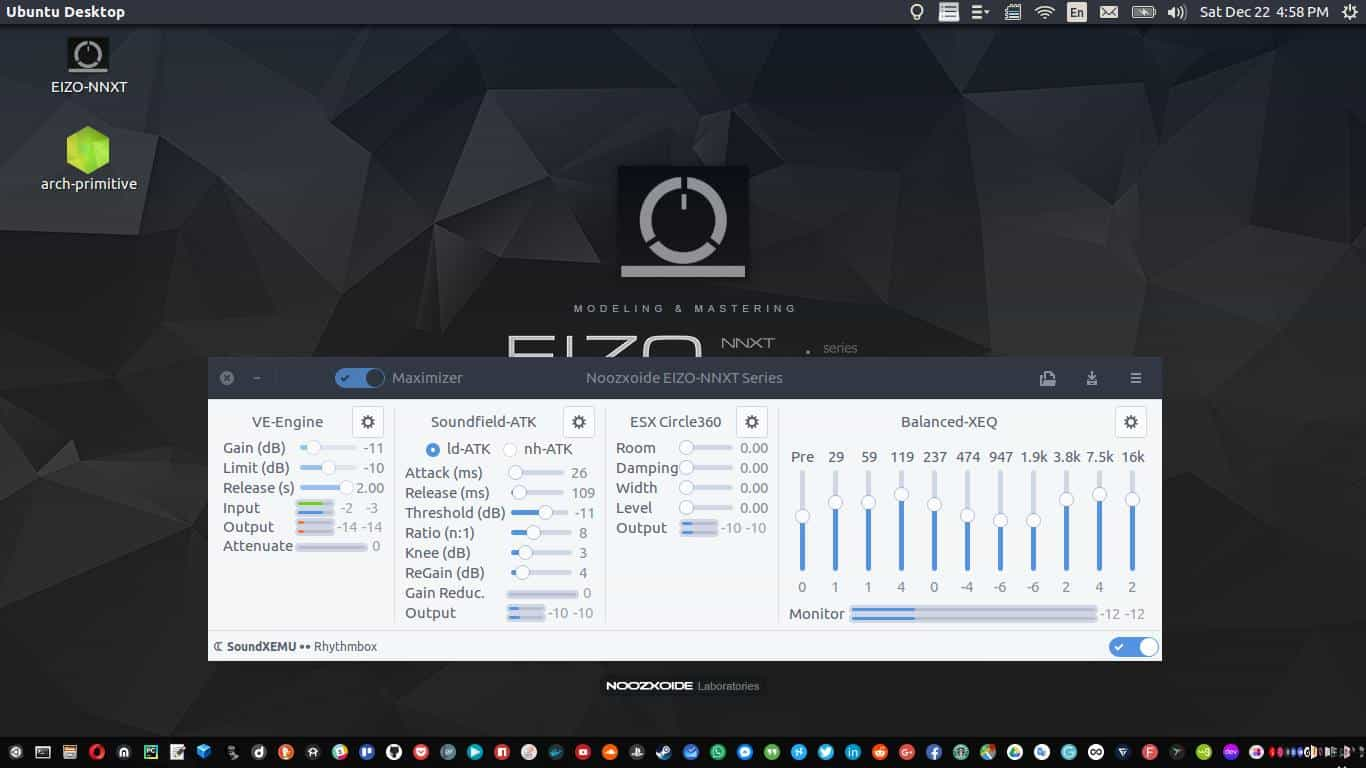 Ubuntu Desktop
En
Sat Dec 22 4:58 PM
EIZO-NNXT
arch-primitive
MODELING & MASTERING
EIZO NNXT series
Maximizer
Noozxoide EIZO-NNXT Series
VE-Engine
Gain (dB) -11
Limit (dB) -10
Release (s) 2.00
Input -2 -3
Output -14 -14
Attenuate 0
Soundfield-ATK
ld-ATK nh-ATK
Attack (ms) 26
Release (ms) 109
Threshold (dB) -11
Ratio (n:1) 8
Knee (dB) 3
ReGain (dB) 4
Gain Reduc. 0
Output -10 -10
ESX Circle360
Room 0.00
Damping 0.00
Width 0.00
Level 0.00
Output -10 -10
Balanced-XEQ
Pre 29 59 119 237 474 947 1.9k 3.8k 7.5k 16k
0 1 1 4 0 -4 -6 -6 2 4 2
Monitor -12 -12
SoundXEMU •• Rhythmbox
NOOZXOIDE Laboratories
PC
dev